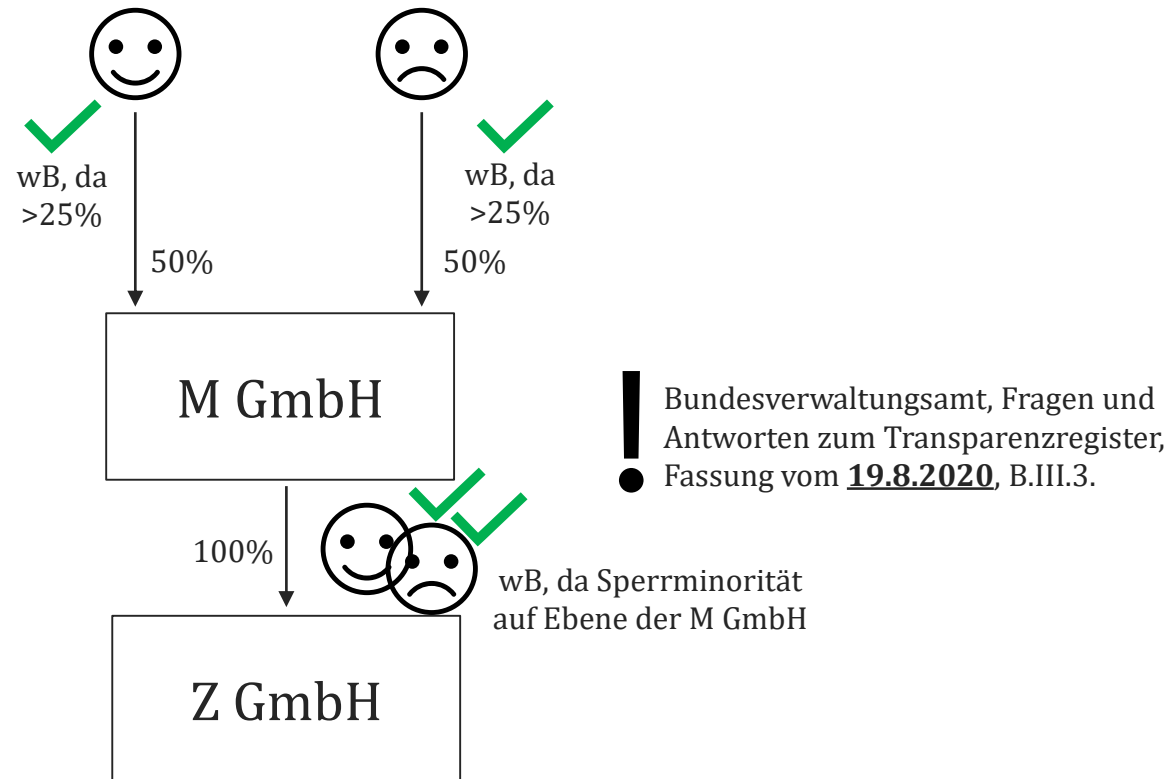 wB, da
>25%
wB, da
>25%
50%
50%
M GmbH
! Bundesverwaltungsamt, Fragen und
Antworten zum Transparenzregister,
Fassung vom 19.8.2020, B.III.3.
100%
wB, da Sperrminorität
auf Ebene der M GmbH
Z GmbH